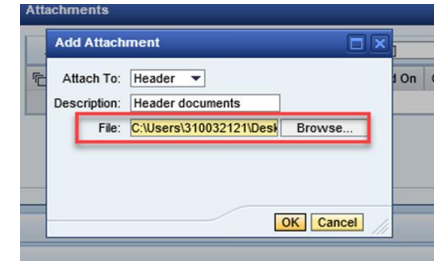 Attachments
Add Attachment
d On
Attach To: Header
Description: Header documents
File: C:\Users\310032121\Desk Browse...
OK Cancel